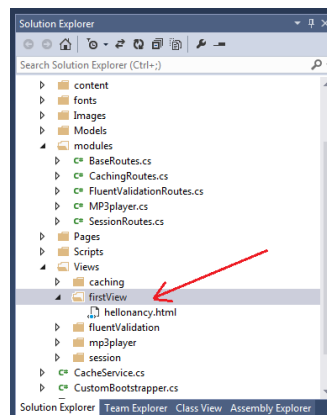 Solution Explorer
Search Solution Explorer (Ctrl+;)
content
fonts
Images
Models
modules
C# BaseRoutes.cs
C# CachingRoutes.cs
C# FluentValidationRoutes.cs
C# MP3player.cs
C# SessionRoutes.cs
Pages
Scripts
Views
caching
firstView
hellonancy.html
fluentValidation
mp3player
session
C# CacheService.cs
C# CustomBootstrapper.cs
Solution Explorer Team Explorer Class View Assembly Explorer